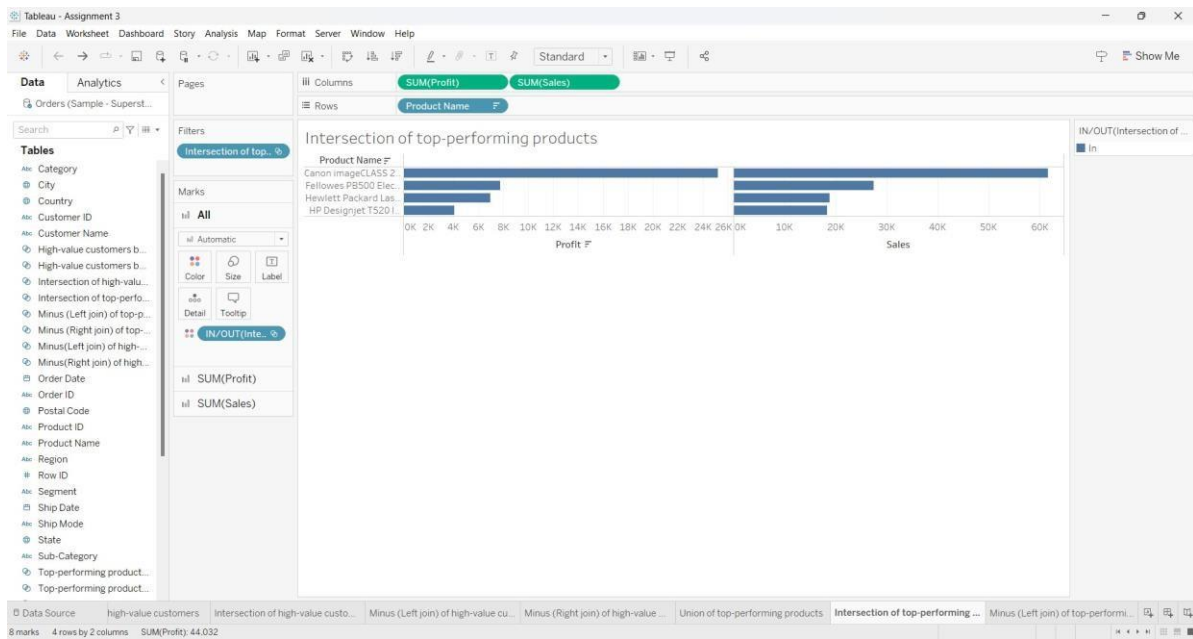 Tableau - Assignment 3
File Data Worksheet Dashboard Story Analysis Map Format Server Window Help
Standard
Show Me
Data Analytics
Orders (Sample - Superst...
Search
Tables
Abc Category
City
Country
Abc Customer ID
Abc Customer Name
High-value customers b...
High-value customers b...
Intersection of high-valu...
Intersection of top-perfo...
Minus (Left join) of top-p...
Minus (Right join) of top-...
Minus(Left join) of high-...
Minus(Right join) of high...
Order Date
Abc Order ID
Postal Code
Abc Product ID
Abc Product Name
Abc Region
# Row ID
Abc Segment
Ship Date
Abc Ship Mode
State
Abc Sub-Category
Top-performing product...
Top-performing product...
Pages
Filters
Intersection of top..
Marks
All
Automatic
Color Size Label
Detail Tooltip
IN/OUT(Inte..
SUM(Profit)
SUM(Sales)
Columns SUM(Profit) SUM(Sales)
Rows Product Name
Intersection of top-performing products
Product Name
Canon imageCLASS 2..
Fellowes PB500 Elec..
Hewlett Packard Las..
HP Designjet T520 I..
0K 2K 4K 6K 8K 10K 12K 14K 16K 18K 20K 22K 24K 26K 0K 10K 20K 30K 40K 50K 60K
Profit Sales
IN/OUT(Intersection of ...
In
Data Source high-value customers Intersection of high-value custo... Minus (Left join) of high-value cu... Minus (Right join) of high-value ... Union of top-performing products Intersection of top-performing ... Minus (Left join) of top-performi...
8 marks 4 rows by 2 columns SUM(Profit): 44.032